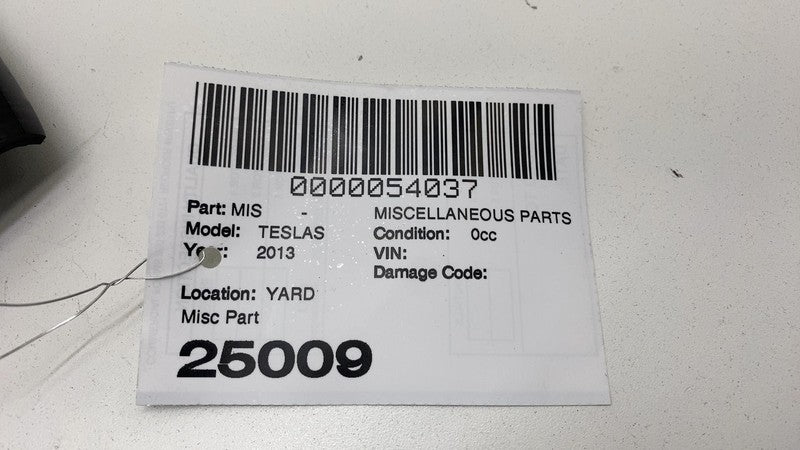 0000054037
Part: MIS - MISCELLANEOUS PARTS
Model: TESLAS Condition: 0cc
Year: 2013 VIN:
Damage Code:
Location: YARD
Misc Part
25009